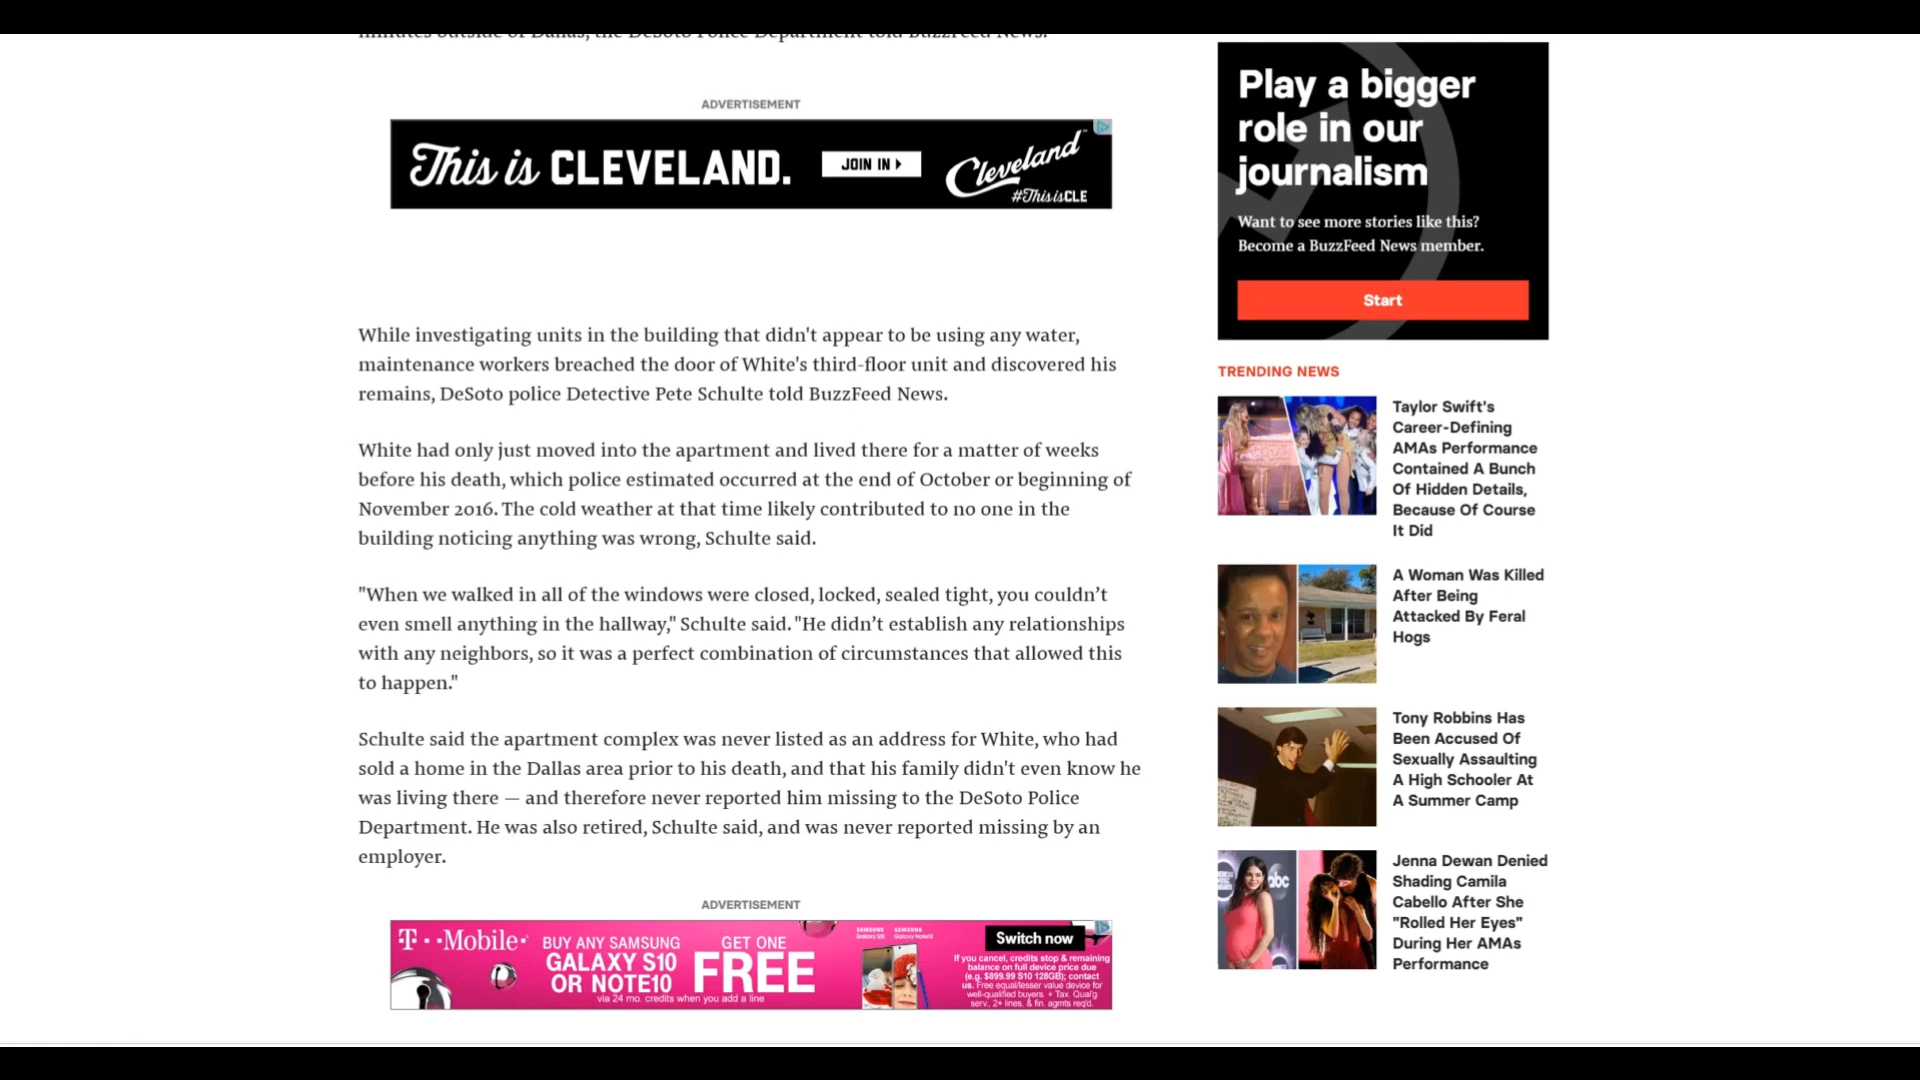 minutes outside of Dallas, the DeSoto Police Department told BuzzFeed News.
ADVERTISEMENT
This is CLEVELAND.
JOIN IN
Cleveland
#ThisisCLE
While investigating units in the building that didn't appear to be using any water,
maintenance workers breached the door of White's third-floor unit and discovered his
remains, DeSoto police Detective Pete Schulte told BuzzFeed News.
White had only just moved into the apartment and lived there for a matter of weeks
before his death, which police estimated occurred at the end of October or beginning of
November 2016. The cold weather at that time likely contributed to no one in the
building noticing anything was wrong, Schulte said.
"When we walked in all of the windows were closed, locked, sealed tight, you couldn’t
even smell anything in the hallway," Schulte said. "He didn’t establish any relationships
with any neighbors, so it was a perfect combination of circumstances that allowed this
to happen."
Schulte said the apartment complex was never listed as an address for White, who had
sold a home in the Dallas area prior to his death, and that his family didn't even know he
was living there — and therefore never reported him missing to the DeSoto Police
Department. He was also retired, Schulte said, and was never reported missing by an
employer.
ADVERTISEMENT
T··Mobile·
BUY ANY SAMSUNG
GALAXY S10
OR NOTE10
GET ONE
FREE
via 24 mo. credits when you add a line
SAMSUNG
Galaxy S10
SAMSUNG
Galaxy Note10
Switch now
If you cancel, credits stop & remaining
balance on full device price due
(e.g. $899.99 S10 128GB); contact
us. Free equal/lesser value device for
well-qualified buyers. + Tax. Qual'g
serv., 2+ lines, & fin. agmts req'd.
Play a bigger
role in our
journalism
Want to see more stories like this?
Become a BuzzFeed News member.
Start
TRENDING NEWS
Taylor Swift's
Career-Defining
AMAs Performance
Contained A Bunch
Of Hidden Details,
Because Of Course
It Did
A Woman Was Killed
After Being
Attacked By Feral
Hogs
Tony Robbins Has
Been Accused Of
Sexually Assaulting
A High Schooler At
A Summer Camp
abc
Jenna Dewan Denied
Shading Camila
Cabello After She
"Rolled Her Eyes"
During Her AMAs
Performance